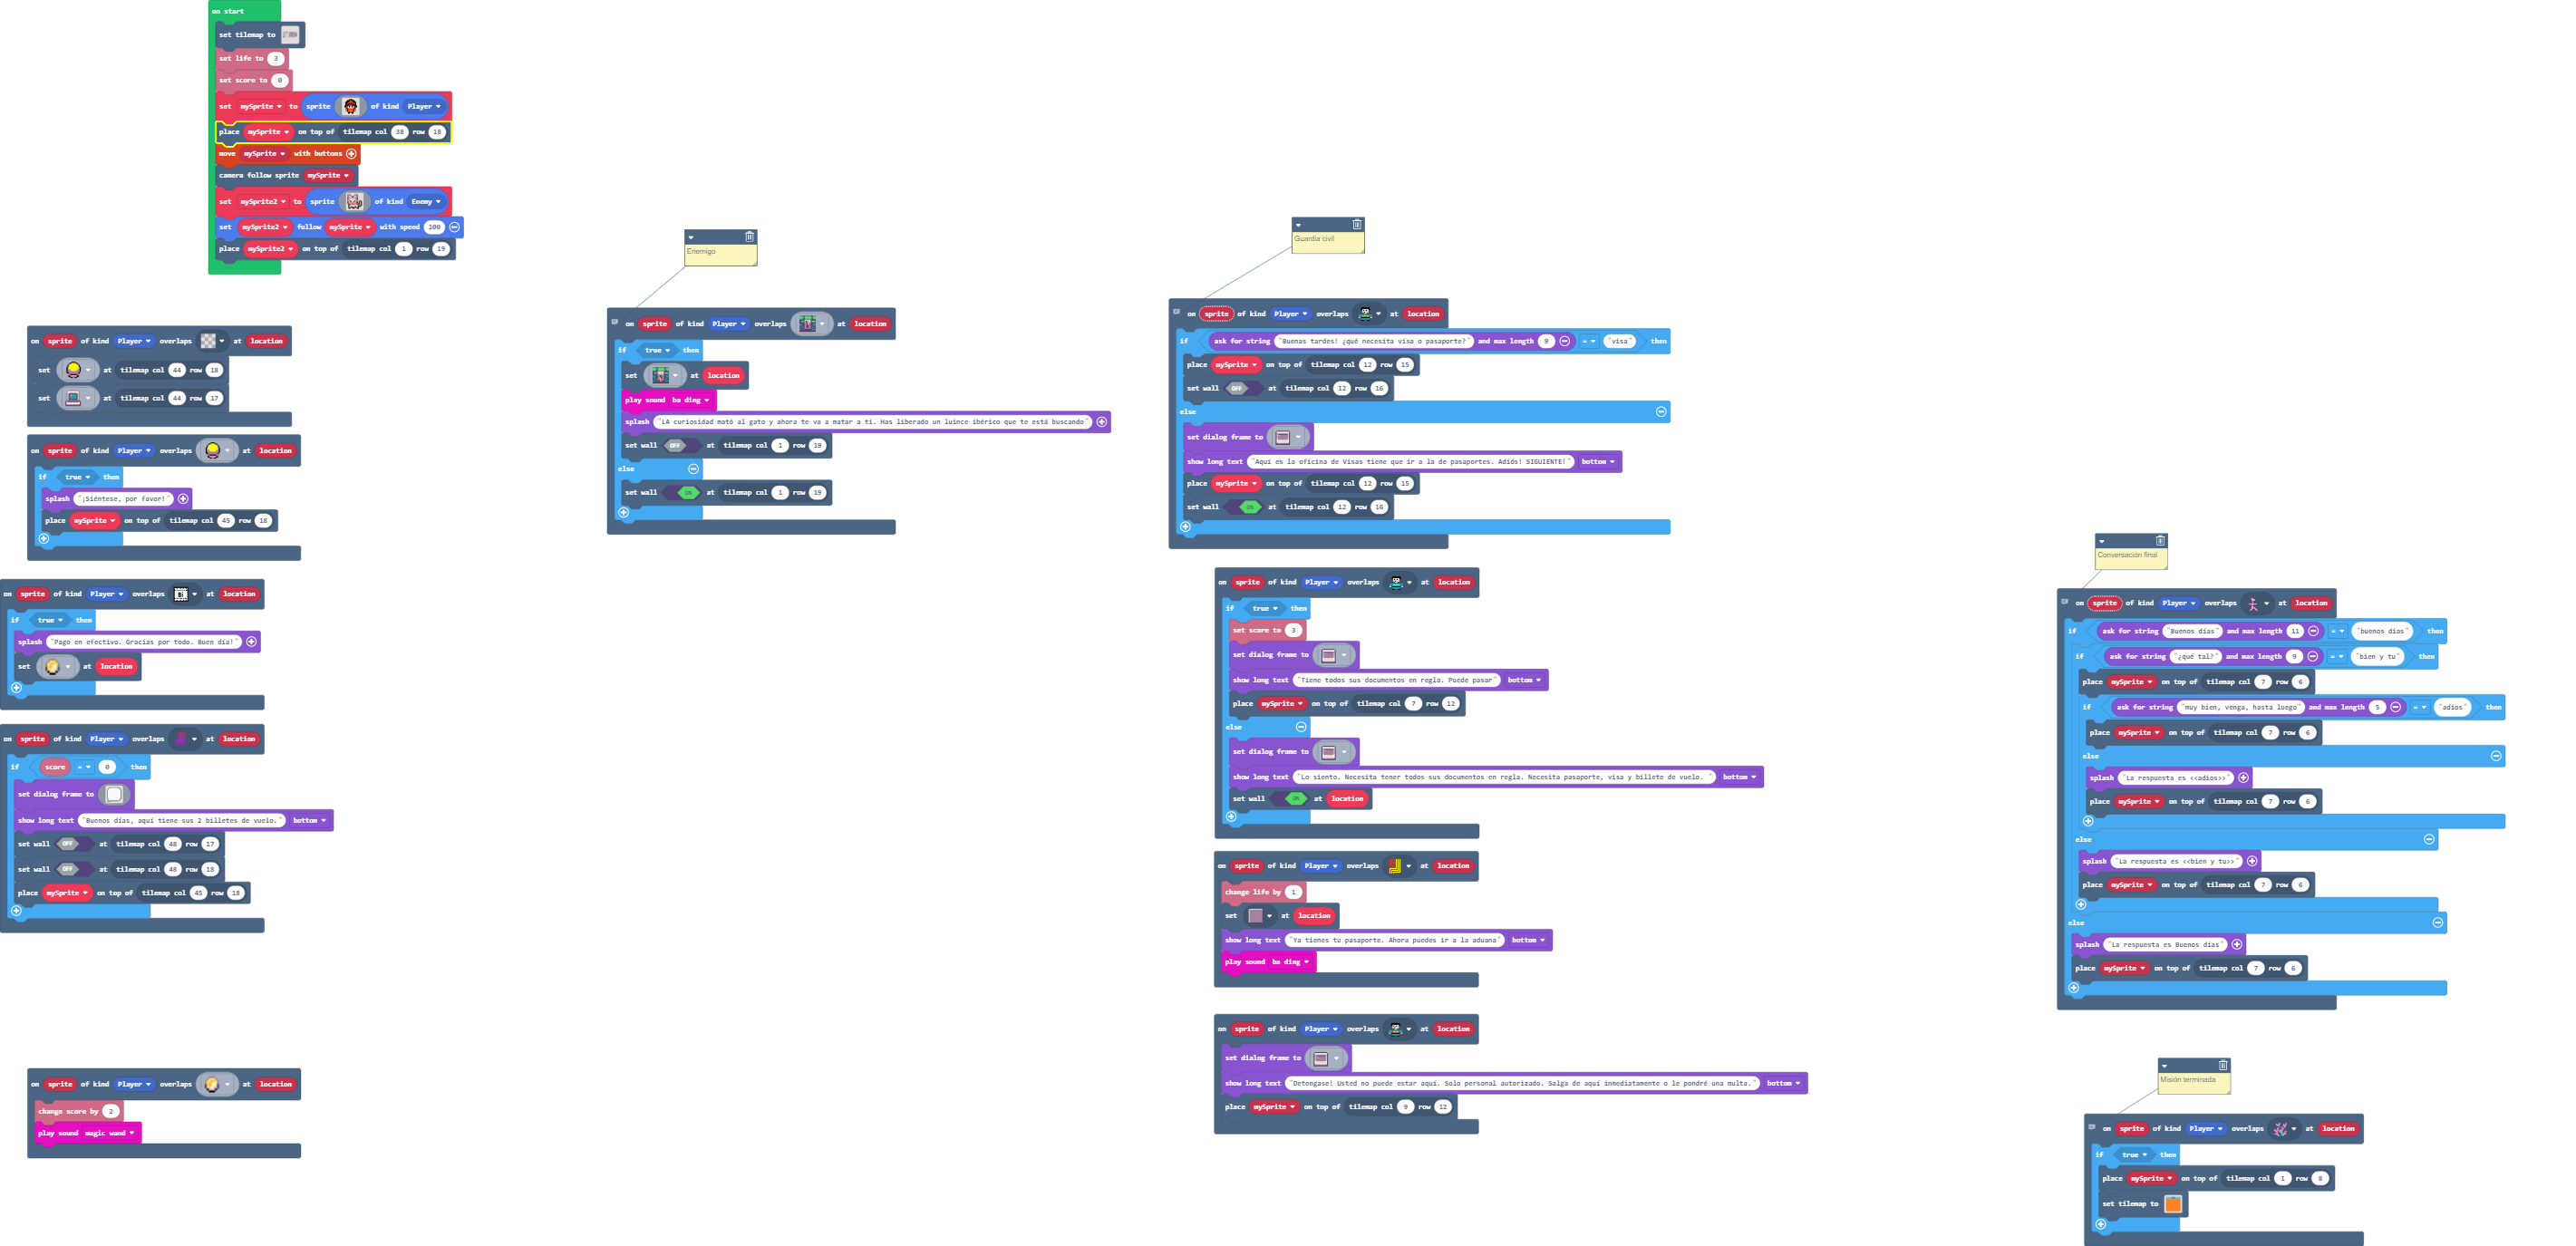 on start
set tilemap to
set life to 3
set score to 0
set mySprite to sprite of kind Player
place mySprite on top of tilemap col 38 row 18
move mySprite with buttons
camera follow sprite mySprite
set mySprite2 to sprite of kind Enemy
set mySprite2 follow mySprite with speed 100
place mySprite2 on top of tilemap col 1 row 19
on sprite of kind Player overlaps at location
set at tilemap col 44 row 18
set at tilemap col 44 row 17
on sprite of kind Player overlaps at location
if true then
splash "¡Siéntese, por favor!"
place mySprite on top of tilemap col 45 row 18
on sprite of kind Player overlaps at location
if true then
splash "Pago en efectivo. Gracias por todo. Buen día!"
set at location
on sprite of kind Player overlaps at location
if score = 0 then
set dialog frame to
show long text "Buenos días, aquí tiene sus 2 billetes de vuelo." bottom
set wall OFF at tilemap col 48 row 17
set wall OFF at tilemap col 48 row 18
place mySprite on top of tilemap col 45 row 18
on sprite of kind Player overlaps at location
change score by 2
play sound magic wand
Enemigo
on sprite of kind Player overlaps at location
if true then
set at location
play sound ba ding
splash "LA curiosidad mató al gato y ahora te va a matar a ti. Has liberado un luince ibérico que te está buscando"
set wall OFF at tilemap col 1 row 19
else
set wall ON at tilemap col 1 row 19
Guardia civil
on sprite of kind Player overlaps at location
if ask for string "Buenas tardes! ¿qué necesita visa o pasaporte?" and max length 9 = "visa" then
place mySprite on top of tilemap col 12 row 15
set wall OFF at tilemap col 12 row 16
else
set dialog frame to
show long text "Aquí es la oficina de Visas tiene que ir a la de pasaportes. Adiós! SIGUIENTE!" bottom
place mySprite on top of tilemap col 12 row 15
set wall ON at tilemap col 12 row 16
on sprite of kind Player overlaps at location
if true then
set score to 3
set dialog frame to
show long text "Tiene todos sus documentos en regla. Puede pasar" bottom
place mySprite on top of tilemap col 7 row 12
else
set dialog frame to
show long text "Lo siento. Necesita tener todos sus documentos en regla. Necesita pasaporte, visa y billete de vuelo. " bottom
set wall ON at location
on sprite of kind Player overlaps at location
change life by 1
set at location
show long text "Ya tienes tu pasaporte. Ahora puedes ir a la aduana" bottom
play sound ba ding
on sprite of kind Player overlaps at location
set dialog frame to
show long text "Detengase! Usted no puede estar aquí. Solo personal autorizado. Salga de aquí inmediatamente o le pondré una multa." bottom
place mySprite on top of tilemap col 9 row 12
Conversación final
on sprite of kind Player overlaps at location
if ask for string "Buenos días" and max length 11 = "buenos dias" then
if ask for string "¿qué tal?" and max length 9 = "bien y tu" then
place mySprite on top of tilemap col 7 row 6
if ask for string "muy bien, venga, hasta luego" and max length 5 = "adios" then
place mySprite on top of tilemap col 7 row 6
else
splash "La respuesta es <<adios>>"
place mySprite on top of tilemap col 7 row 6
else
splash "La respuesta es <<bien y tu>>"
place mySprite on top of tilemap col 7 row 6
else
splash "La respuesta es Buenos dias"
place mySprite on top of tilemap col 7 row 6
Misión terminada
on sprite of kind Player overlaps at location
if true then
place mySprite on top of tilemap col 1 row 8
set tilemap to